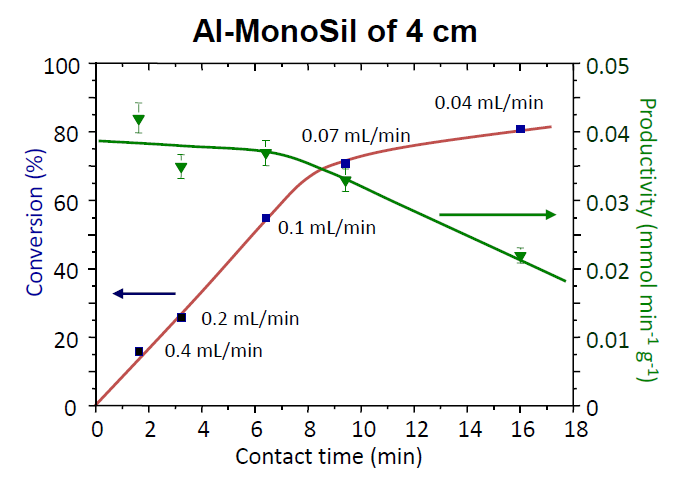 Al-MonoSil of 4 cm
100
80
60
40
20
0
Conversion (%)
0.05
0.04
0.03
0.02
0.01
0
Productivity (mmol min-1 g-1)
0.04 mL/min
0.07 mL/min
0.1 mL/min
0.2 mL/min
0.4 mL/min
0 2 4 6 8 10 12 14 16 18
Contact time (min)